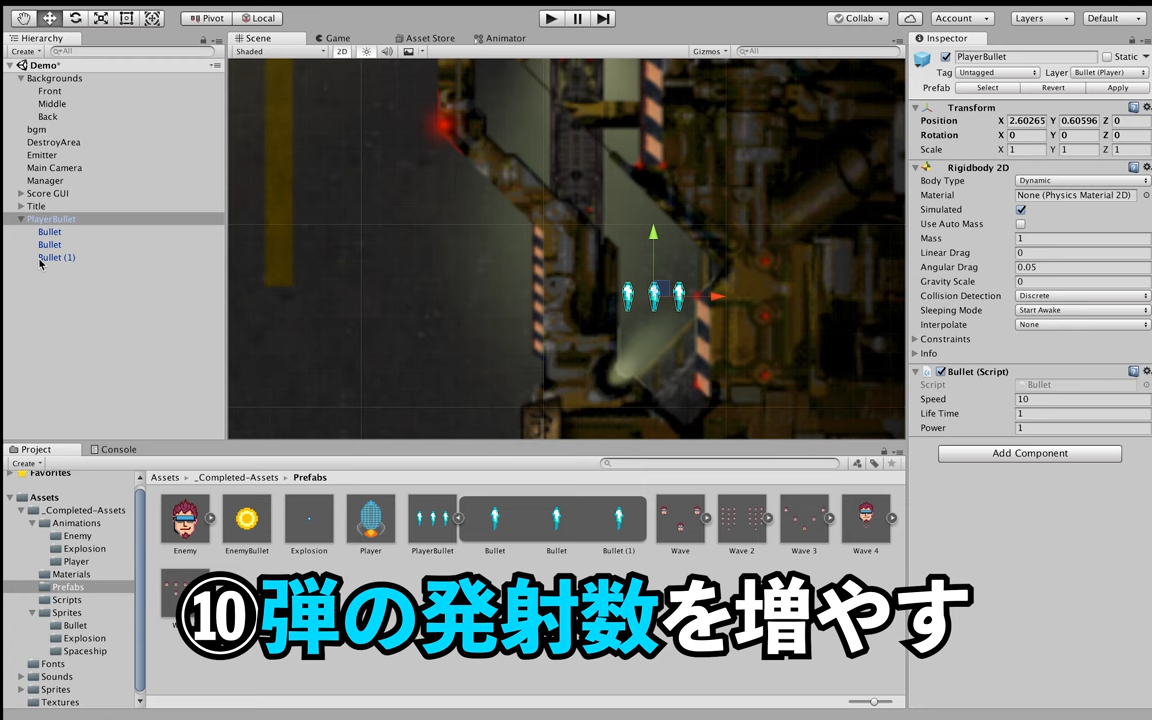 Pivot
Local
Collab
Account
Layers
Default
Hierarchy
Create
All
Demo*
Backgrounds
Front
Middle
Back
bgm
DestroyArea
Emitter
Main Camera
Manager
Score GUI
Title
PlayerBullet
Bullet
Bullet
Bullet (1)
Scene
Game
Asset Store
Animator
Shaded
2D
Gizmos
All
Inspector
PlayerBullet
Static
Tag Untagged
Layer Bullet (Player)
Prefab Select Revert Apply
Transform
Position X 2.60265 Y 0.60596 Z 0
Rotation X 0 Y 0 Z 0
Scale X 1 Y 1 Z 1
Rigidbody 2D
Body Type Dynamic
Material None (Physics Material 2D)
Simulated
Use Auto Mass
Mass 1
Linear Drag 0
Angular Drag 0.05
Gravity Scale 0
Collision Detection Discrete
Sleeping Mode Start Awake
Interpolate None
Constraints
Info
Bullet (Script)
Script Bullet
Speed 10
Life Time 1
Power 1
Add Component
Project
Console
Create
Favorites
Assets
_Completed-Assets
Animations
Enemy
Explosion
Player
Materials
Prefabs
Scripts
Sprites
Bullet
Explosion
Spaceship
Fonts
Sounds
Sprites
Textures
Assets _Completed-Assets Prefabs
Enemy EnemyBullet Explosion Player PlayerBullet Bullet Bullet Bullet (1) Wave Wave 2 Wave 3 Wave 4
⑩弾の発射数を増やす